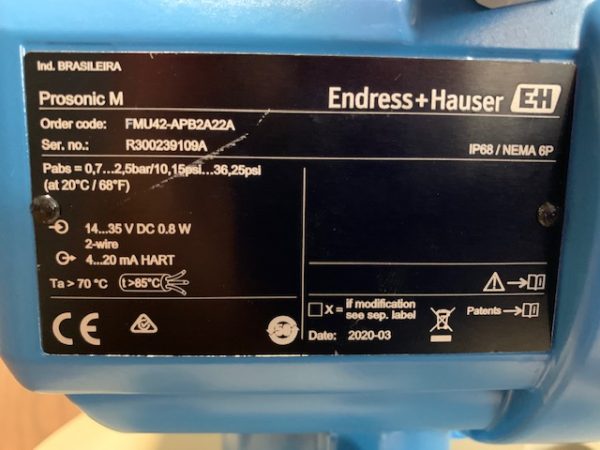 Ind. BRASILEIRA
Prosonic M
Endress+Hauser EH
Order code: FMU42-APB2A22A
Ser. no.: R300239109A
IP68 / NEMA 6P
Pabs = 0,7...2,5bar/10,15psi...36,25psi
(at 20°C / 68°F)
14...35 V DC 0.8 W
2-wire
4...20 mA HART
Ta > 70 °C t >85°C
X = if modification
see sep. label
Patents
Date: 2020-03
CE